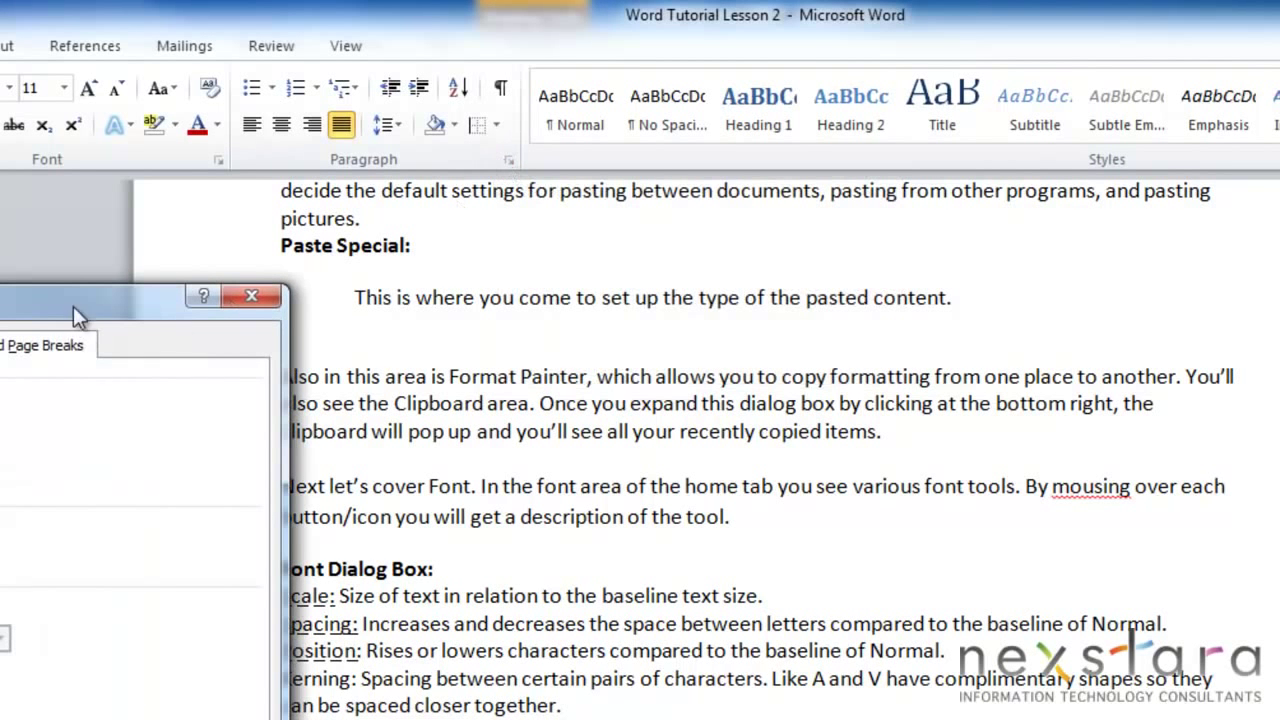 Word Tutorial Lesson 2 - Microsoft Word
References Mailings Review View
11 Aa
abc X₂ X² A ab A
Font Paragraph Styles
AaBbCcDc AaBbCcDc AaBbC AaBbCc AaB AaBbCc. AaBbCcDc AaBbCcDc
¶ Normal ¶ No Spaci... Heading 1 Heading 2 Title Subtitle Subtle Em... Emphasis
decide the default settings for pasting between documents, pasting from other programs, and pasting
pictures.
Paste Special:
This is where you come to set up the type of the pasted content.
Page Breaks
lso in this area is Format Painter, which allows you to copy formatting from one place to another. You’ll
lso see the Clipboard area. Once you expand this dialog box by clicking at the bottom right, the
lipboard will pop up and you’ll see all your recently copied items.
ext let’s cover Font. In the font area of the home tab you see various font tools. By mousing over each
utton/icon you will get a description of the tool.
ont Dialog Box:
cale: Size of text in relation to the baseline text size.
pacing: Increases and decreases the space between letters compared to the baseline of Normal.
osition: Rises or lowers characters compared to the baseline of Normal.
erning: Spacing between certain pairs of characters. Like A and V have complimentary shapes so they
an be spaced closer together.
nexstara
INFORMATION TECHNOLOGY CONSULTANTS